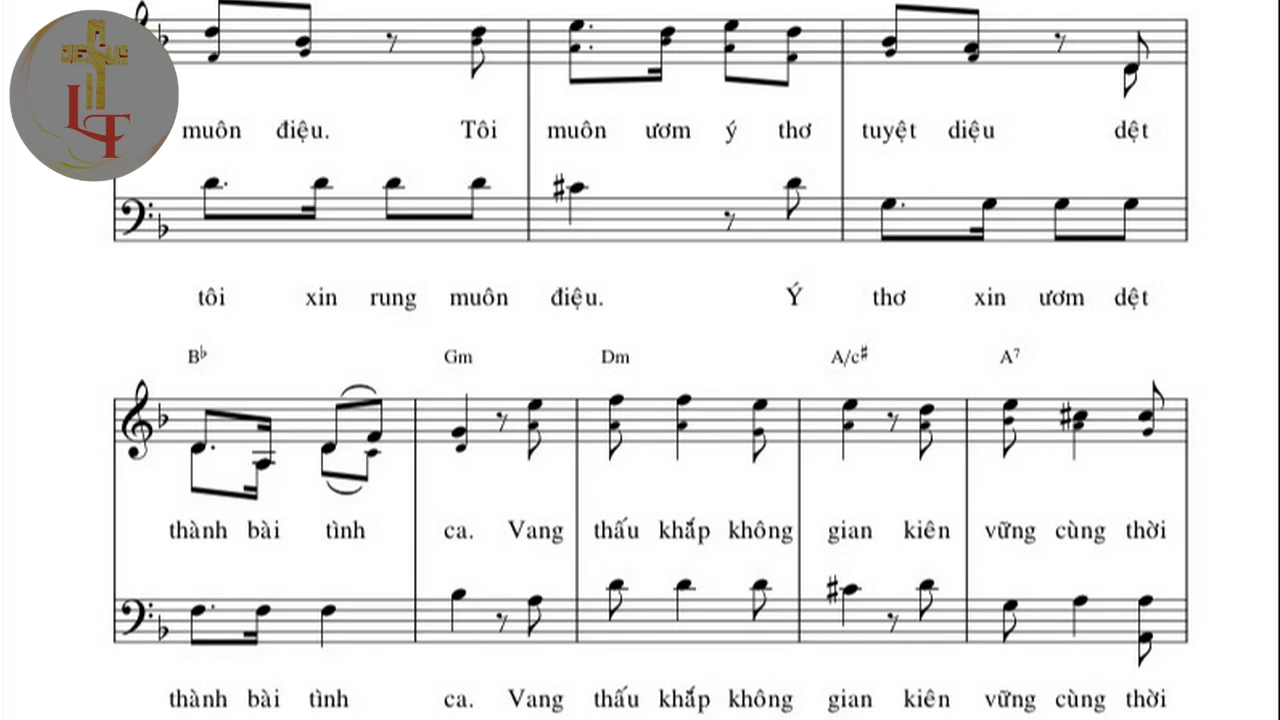 JESUS
LT
muôn điệu. Tôi muôn ươm ý thơ tuyệt diệu dệt
tôi xin rung muôn điệu. Ý thơ xin ươm dệt
B♭ Gm Dm A/c♯ A7
thành bài tình ca. Vang thấu khắp không gian kiên vững cùng thời
thành bài tình ca. Vang thấu khắp không gian kiên vững cùng thời